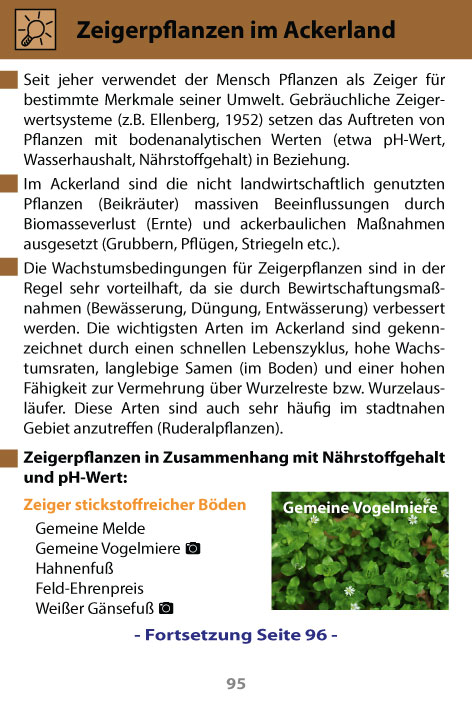 Zeigerpflanzen im Ackerland
Seit jeher verwendet der Mensch Pflanzen als Zeiger für
bestimmte Merkmale seiner Umwelt. Gebräuchliche Zeiger-
wertsysteme (z.B. Ellenberg, 1952) setzen das Auftreten von
Pflanzen mit bodenanalytischen Werten (etwa pH-Wert,
Wasserhaushalt, Nährstoffgehalt) in Beziehung.
Im Ackerland sind die nicht landwirtschaftlich genutzten
Pflanzen (Beikräuter) massiven Beeinflussungen durch
Biomasseverlust (Ernte) und ackerbaulichen Maßnahmen
ausgesetzt (Grubbern, Pflügen, Striegeln etc.).
Die Wachstumsbedingungen für Zeigerpflanzen sind in der
Regel sehr vorteilhaft, da sie durch Bewirtschaftungsmaß-
nahmen (Bewässerung, Düngung, Entwässerung) verbessert
werden. Die wichtigsten Arten im Ackerland sind gekenn-
zeichnet durch einen schnellen Lebenszyklus, hohe Wachs-
tumsraten, langlebige Samen (im Boden) und einer hohen
Fähigkeit zur Vermehrung über Wurzelreste bzw. Wurzelaus-
läufer. Diese Arten sind auch sehr häufig im stadtnahen
Gebiet anzutreffen (Ruderalpflanzen).
Zeigerpflanzen in Zusammenhang mit Nährstoffgehalt
und pH-Wert:
Zeiger stickstoffreicher Böden
Gemeine Melde
Gemeine Vogelmiere
Hahnenfuß
Feld-Ehrenpreis
Weißer Gänsefuß
Gemeine Vogelmiere
- Fortsetzung Seite 96 -
95